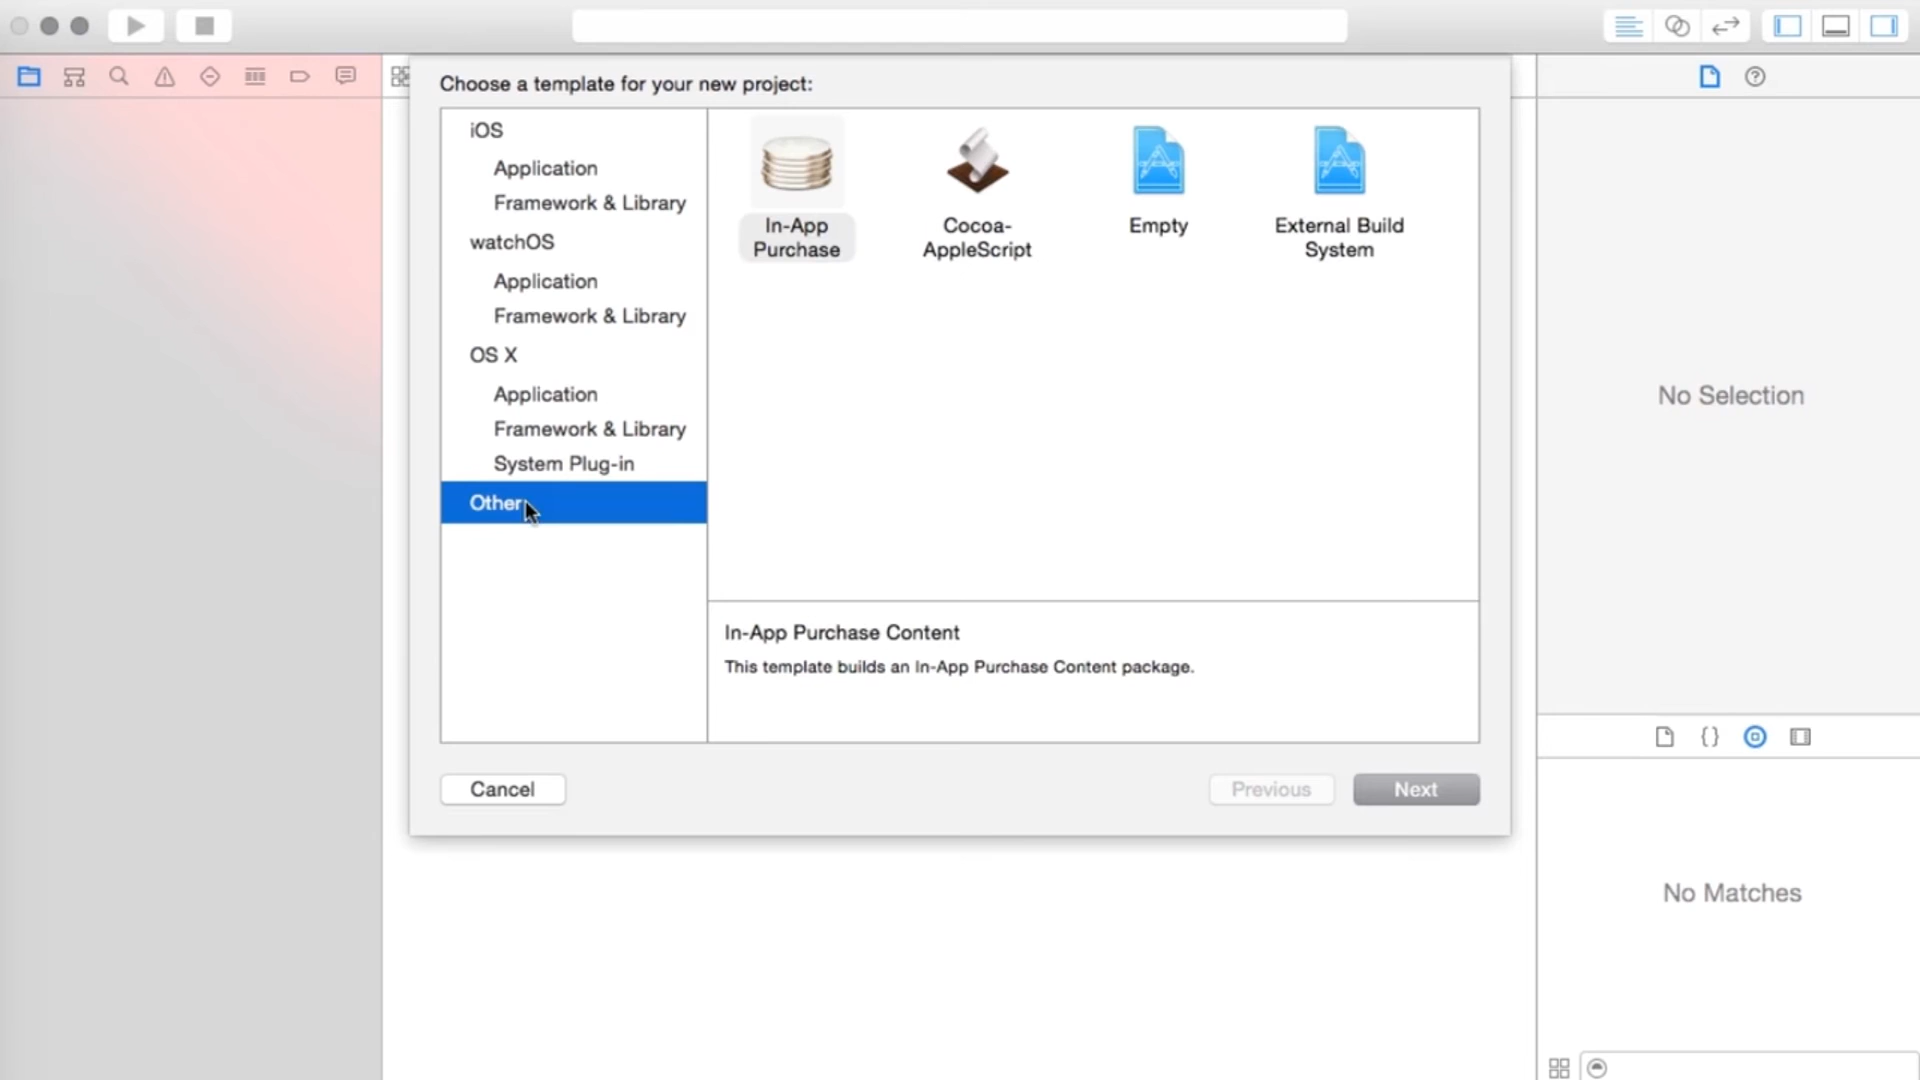 Choose a template for your new project:
iOS
Application
Framework & Library
watchOS
Application
Framework & Library
OS X
Application
Framework & Library
System Plug-in
Other
In-App
Purchase
Cocoa-
AppleScript
Empty
External Build
System
In-App Purchase Content
This template builds an In-App Purchase Content package.
Cancel
Previous
Next
No Selection
{}
No Matches